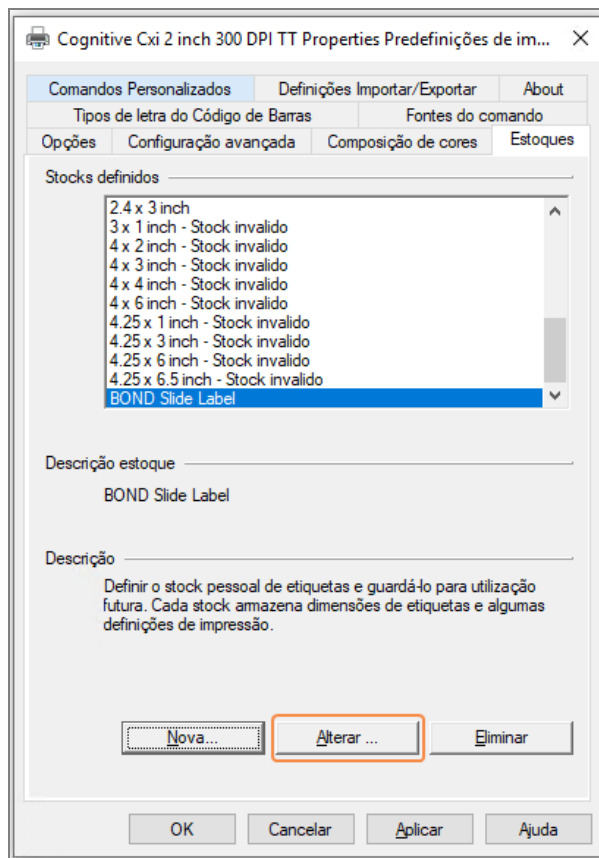 Cognitive Cxi 2 inch 300 DPI TT Properties Predefinições de im...
Comandos Personalizados Definições Importar/Exportar About
Tipos de letra do Código de Barras Fontes do comando
Opções Configuração avançada Composição de cores Estoques
Stocks definidos
2.4 x 3 inch
3 x 1 inch - Stock invalido
4 x 2 inch - Stock invalido
4 x 3 inch - Stock invalido
4 x 4 inch - Stock invalido
4 x 6 inch - Stock invalido
4.25 x 1 inch - Stock invalido
4.25 x 3 inch - Stock invalido
4.25 x 6 inch - Stock invalido
4.25 x 6.5 inch - Stock invalido
BOND Slide Label
Descrição estoque
BOND Slide Label
Descrição
Definir o stock pessoal de etiquetas e guardá-lo para utilização
futura. Cada stock armazena dimensões de etiquetas e algumas
definições de impressão.
Nova... Alterar ... Eliminar
OK Cancelar Aplicar Ajuda